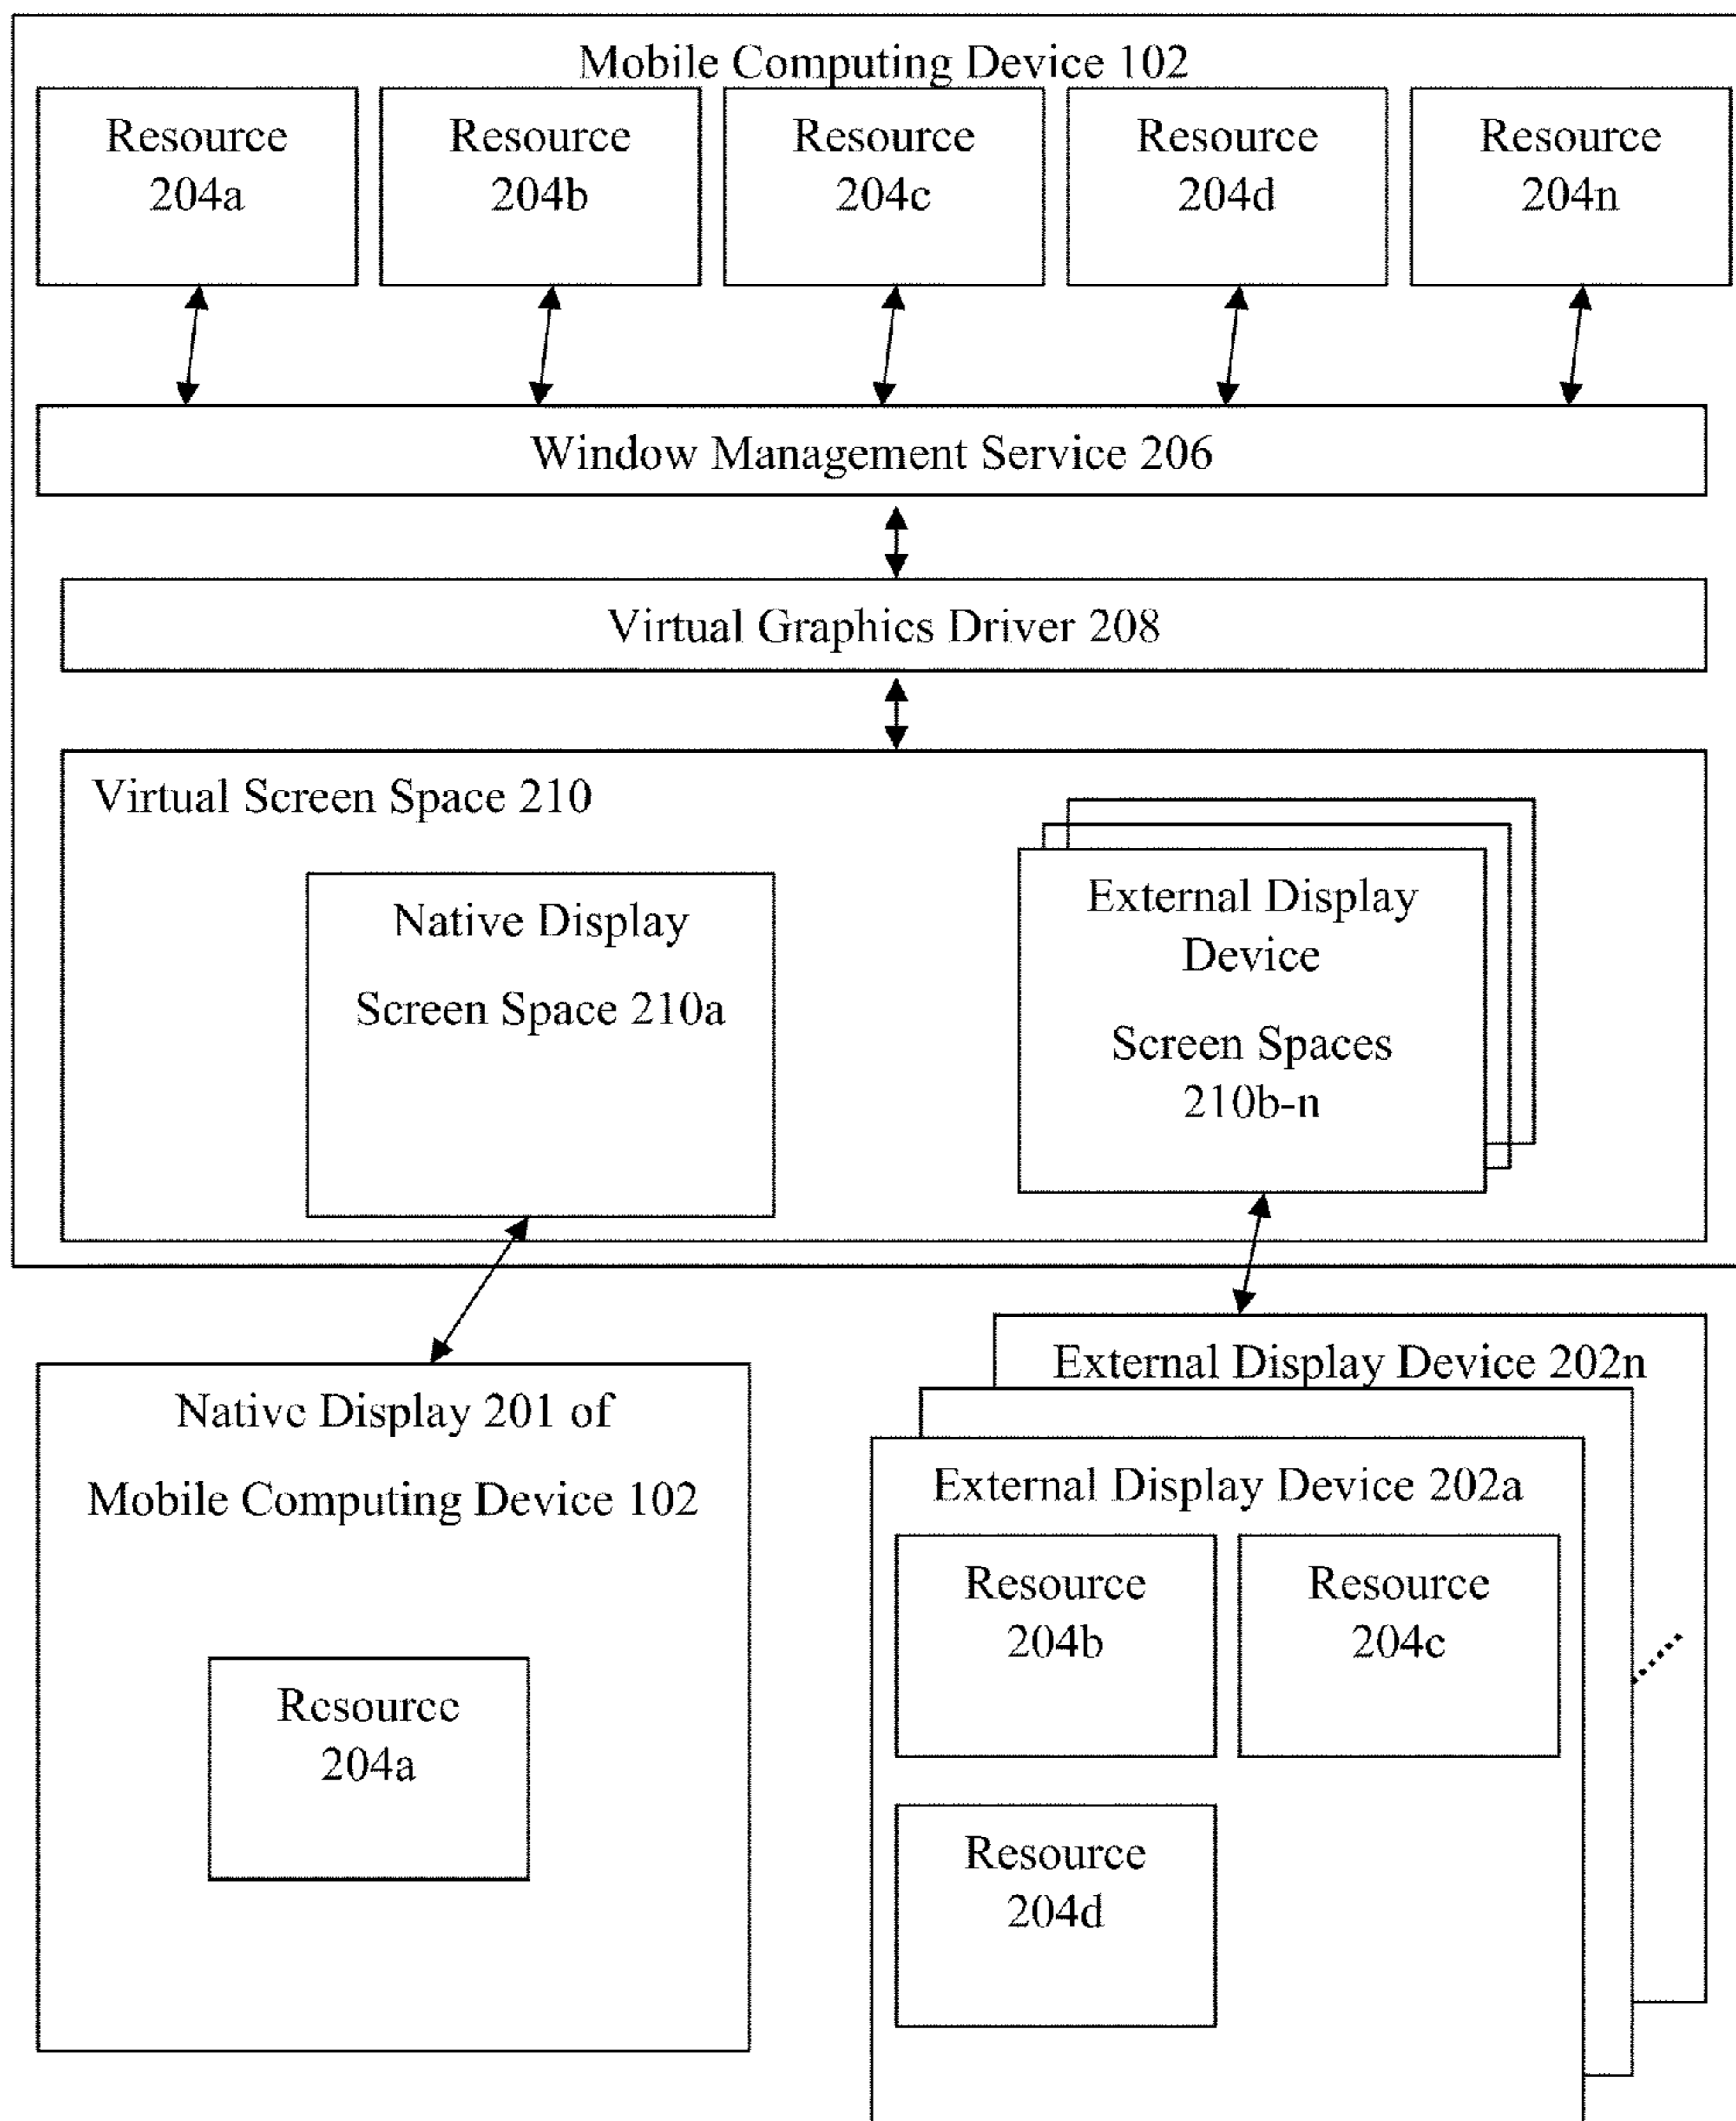 Mobile Computing Device 102
Resource
204a
Resource
204b
Resource
204c
Resource
204d
Resource
204n
Window Management Service 206
Virtual Graphics Driver 208
Virtual Screen Space 210
Native Display
Screen Space 210a
External Display
Device
Screen Spaces
210b-n
Native Display 201 of
Mobile Computing Device 102
Resource
204a
External Display Device 202n
External Display Device 202a
Resource
204b
Resource
204c
Resource
204d